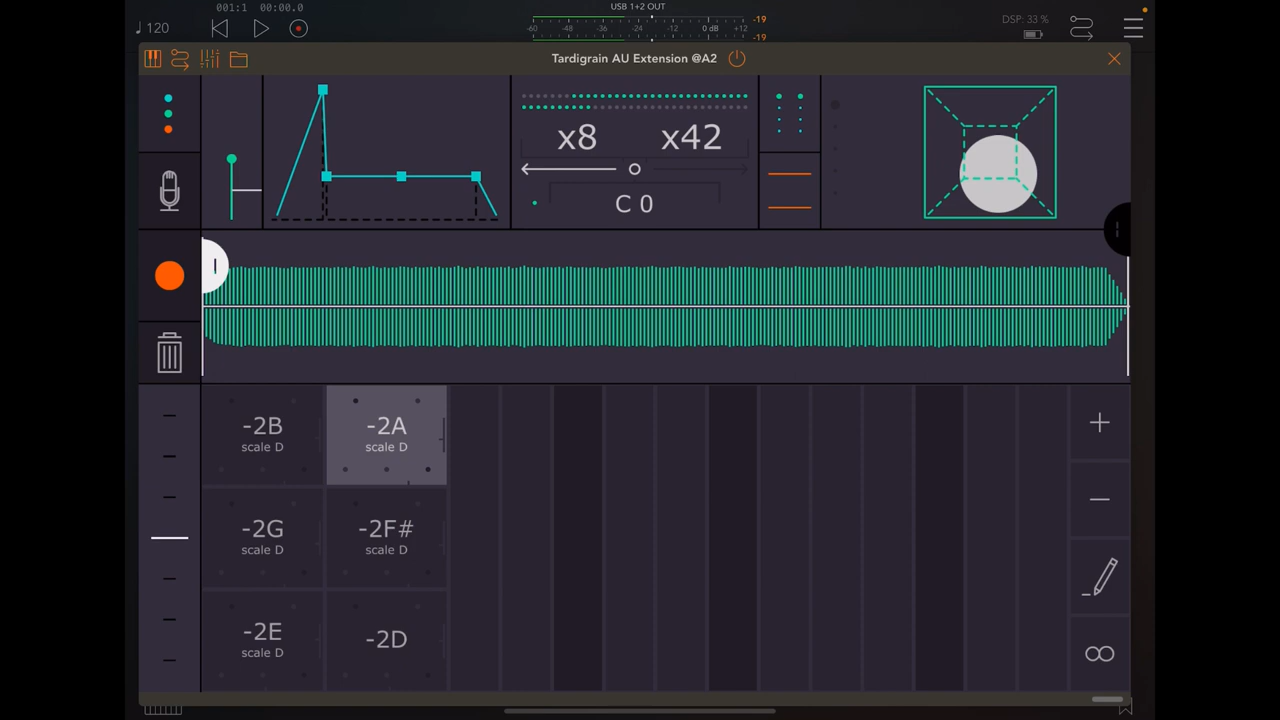 USB 1+2 OUT
001:1 00:00.0
120
-60 -48 -36 -24 -12 0 dB +12
-19
-19
DSP: 33 %
Tardigrain AU Extension @A2
x8 x42
C 0
-2B
scale D
-2A
scale D
-2G
scale D
-2F#
scale D
-2E
scale D
-2D